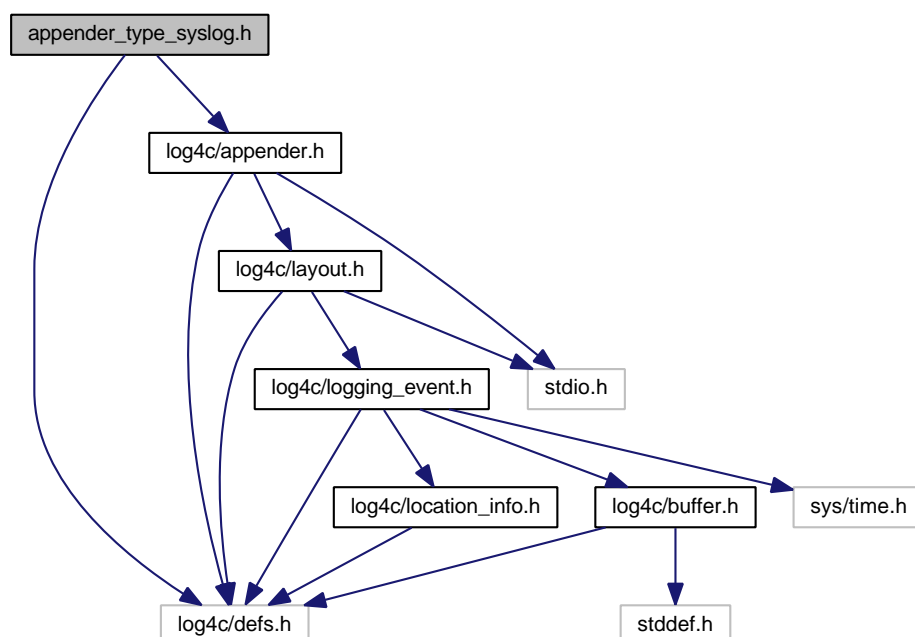 appender_type_syslog.h
log4c/appender.h
log4c/layout.h
log4c/logging_event.h
stdio.h
log4c/location_info.h
log4c/buffer.h
sys/time.h
log4c/defs.h
stddef.h